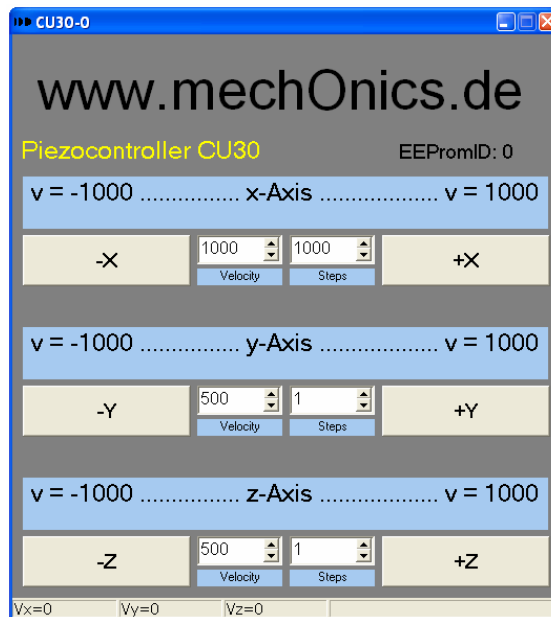 CU30-0
www.mechOnics.de
Piezocontroller CU30 EEPromID: 0
v = -1000 ................ x-Axis ................... v = 1000
-X 1000 1000 +X
Velocity Steps
v = -1000 ................ y-Axis ................... v = 1000
-Y 500 1 +Y
Velocity Steps
v = -1000 ................ z-Axis ................... v = 1000
-Z 500 1 +Z
Velocity Steps
Vx=0 Vy=0 Vz=0